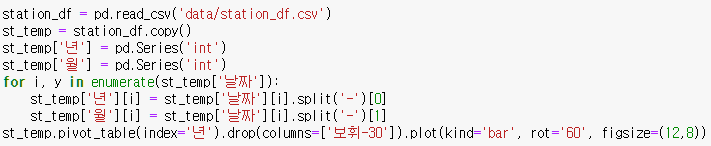 station_df = pd.read_csv('data/station_df.csv')
st_temp = station_df.copy()
st_temp['년'] = pd.Series('int')
st_temp['월'] = pd.Series('int')
for i, y in enumerate(st_temp['날짜']):
    st_temp['년'][i] = st_temp['날짜'][i].split('-')[0]
    st_temp['월'][i] = st_temp['날짜'][i].split('-')[1]
st_temp.pivot_table(index='년').drop(columns=['보휘-30']).plot(kind='bar', rot='60', figsize=(12,8))